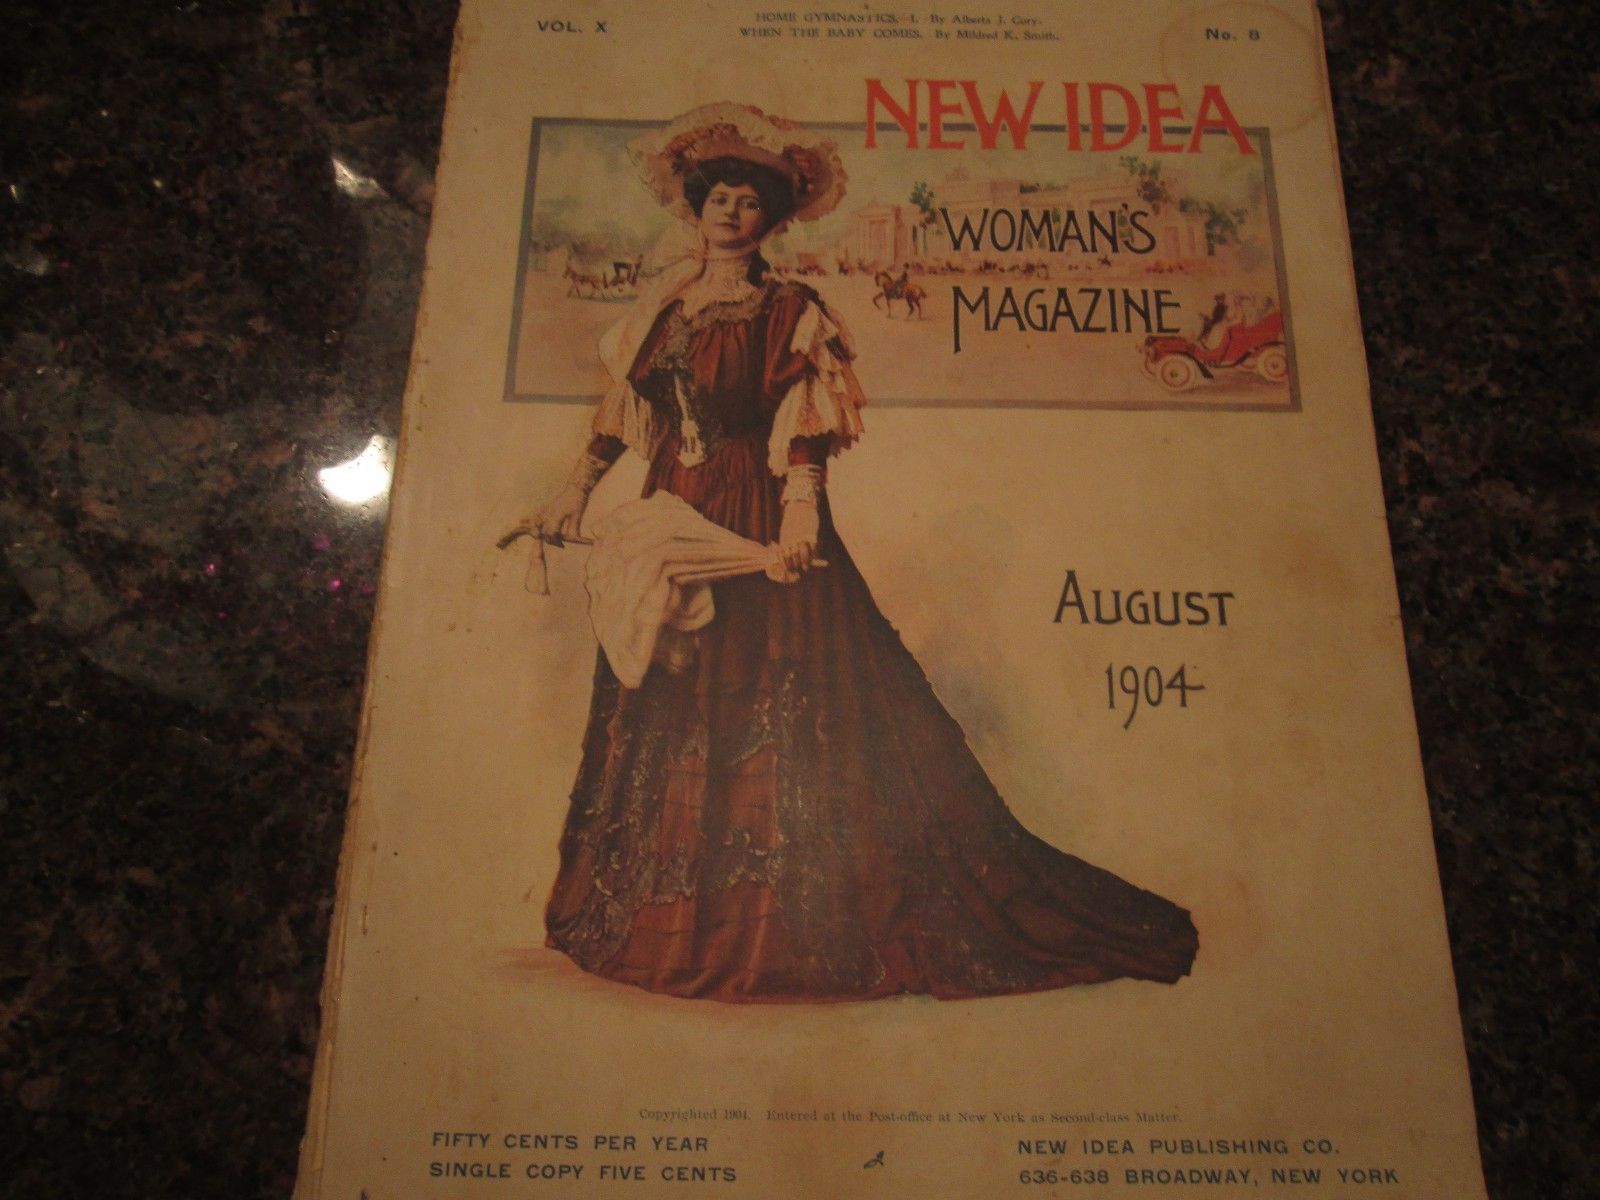 VOL. X
HOME GYMNASTICS.—I. By Alberta J. Cory.
WHEN THE BABY COMES. By Mildred K. Smith.
No. 8
NEW IDEA
WOMAN'S
MAGAZINE
AUGUST
1904
Copyrighted 1904. Entered at the Post-office at New York as Second-class Matter.
FIFTY CENTS PER YEAR
SINGLE COPY FIVE CENTS
NEW IDEA PUBLISHING CO.
636-638 BROADWAY, NEW YORK